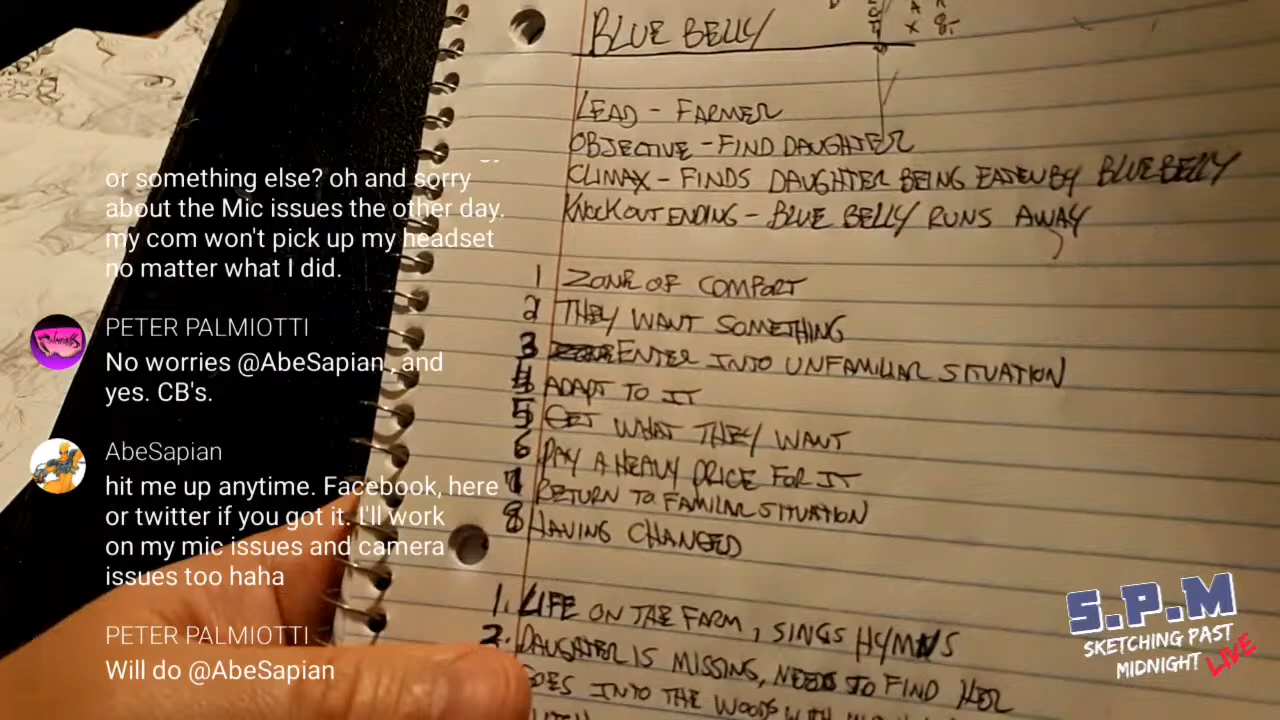 BLUE BELLY
LEAD - FARMER
OBJECTIVE - FIND DAUGHTER
CLIMAX - FINDS DAUGHTER BEING EATEN BY BLUE BELLY
KNOCKOUT ENDING - BLUE BELLY RUNS AWAY
1 ZONE OF COMFORT
2 THEY WANT SOMETHING
3 ENTER INTO UNFAMILIAR SITUATION
4 ADAPT TO IT
5 GET WHAT THEY WANT
6 PAY A HEAVY PRICE FOR IT
7 RETURN TO FAMILIAR SITUATION
8 HAVING CHANGED
1. LIFE ON THE FARM, SINGS HYMNS
2. DAUGHTER IS MISSING, NEED TO FIND HER
GOES INTO THE WOODS WITH
or something else? oh and sorry
about the Mic issues the other day.
my com won't pick up my headset
no matter what I did.
PETER PALMIOTTI
No worries @AbeSapian , and
yes. CB's.
AbeSapian
hit me up anytime. Facebook, here
or twitter if you got it. I'll work
on my mic issues and camera
issues too haha
PETER PALMIOTTI
Will do @AbeSapian
S.P.M
SKETCHING PAST
MIDNIGHT LIVE